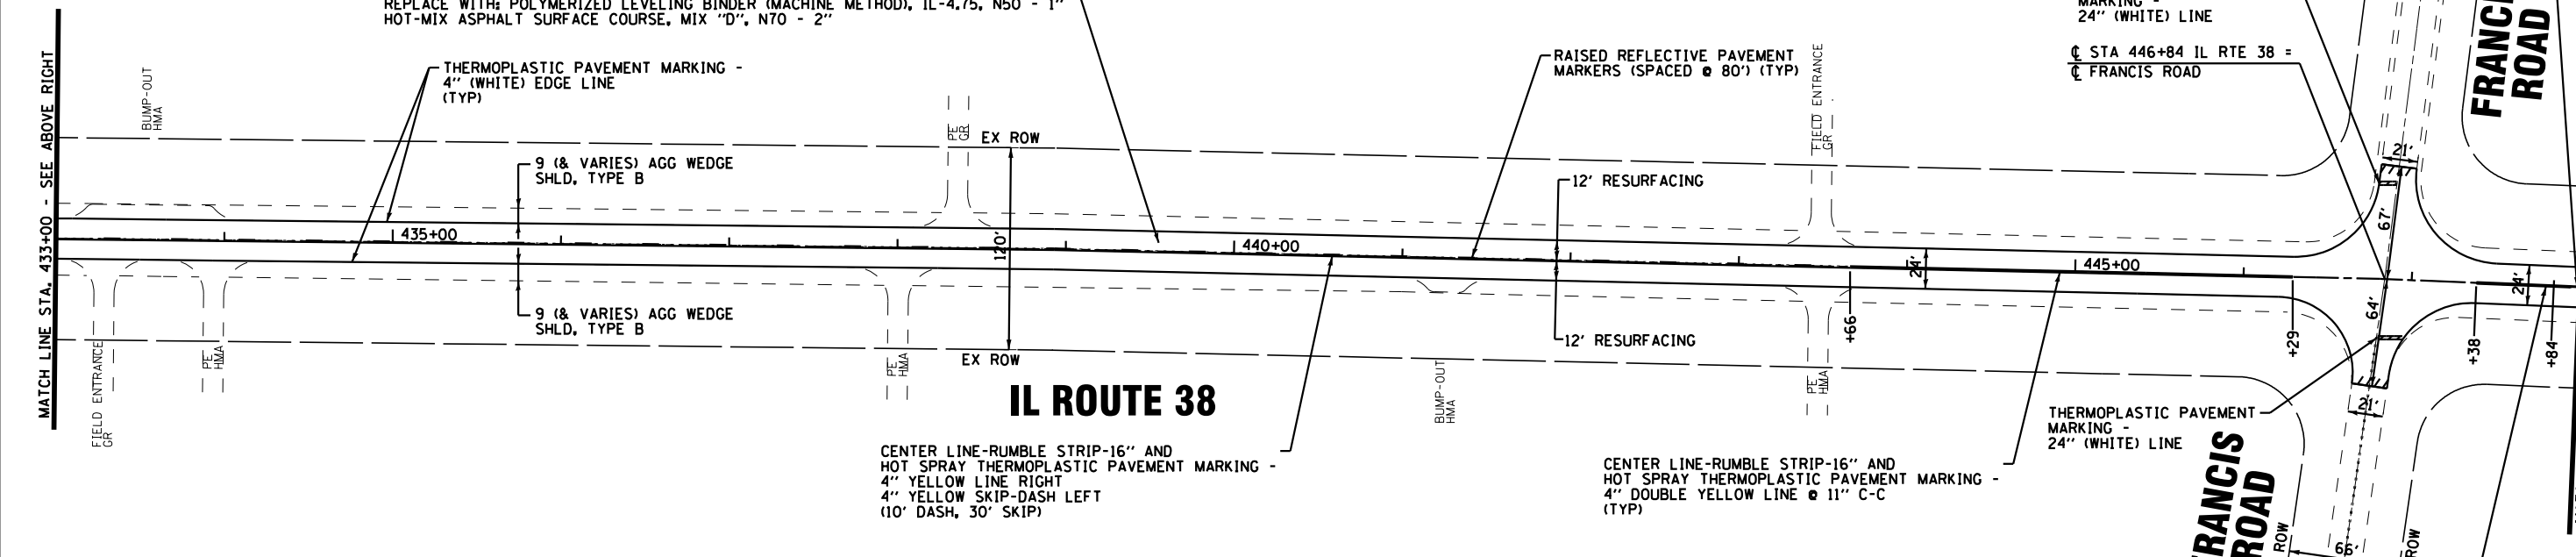 REPLACE WITH: POLYMERIZED LEVELING BINDER (MACHINE METHOD), IL-4.75, N50 - 1"
HOT-MIX ASPHALT SURFACE COURSE, MIX "D", N70 - 2"
MARKING -
24" (WHITE) LINE
℄ STA 446+84 IL RTE 38 =
℄ FRANCIS ROAD
FRANC
ROAD
MATCH LINE STA. 433+00 - SEE ABOVE RIGHT
BUMP-OUT
HMA
THERMOPLASTIC PAVEMENT MARKING -
4" (WHITE) EDGE LINE
(TYP)
RAISED REFLECTIVE PAVEMENT
MARKERS (SPACED @ 80') (TYP)
FIELD ENTRANCE
GR
PE
GR
EX ROW
9 (& VARIES) AGG WEDGE
SHLD, TYPE B
12' RESURFACING
21'
67'
435+00
120'
440+00
24'
445+00
24'
64'
9 (& VARIES) AGG WEDGE
SHLD, TYPE B
12' RESURFACING
+66
+29
+38
+84
EX ROW
FIELD ENTRANCE
GR
PE
HMA
PE
HMA
BUMP-OUT
HMA
PE
HMA
IL ROUTE 38
21'
THERMOPLASTIC PAVEMENT
MARKING -
24" (WHITE) LINE
CENTER LINE-RUMBLE STRIP-16" AND
HOT SPRAY THERMOPLASTIC PAVEMENT MARKING -
4" YELLOW LINE RIGHT
4" YELLOW SKIP-DASH LEFT
(10' DASH, 30' SKIP)
CENTER LINE-RUMBLE STRIP-16" AND
HOT SPRAY THERMOPLASTIC PAVEMENT MARKING -
4" DOUBLE YELLOW LINE @ 11" C-C
(TYP)
RANCIS
ROAD
ROW
66'
ROW